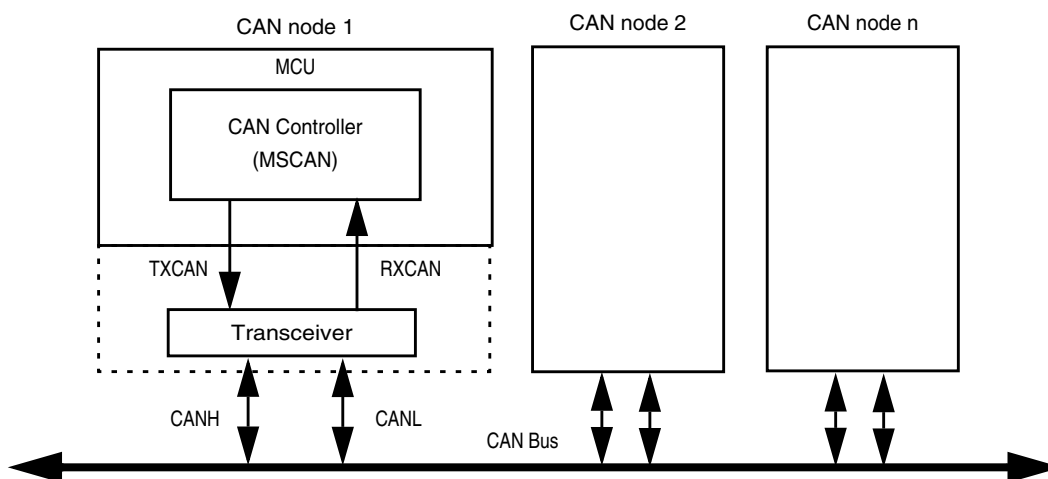 CAN node 1
CAN node 2
CAN node n
MCU
CAN Controller
(MSCAN)
TXCAN
RXCAN
Transceiver
CANH
CANL
CAN Bus